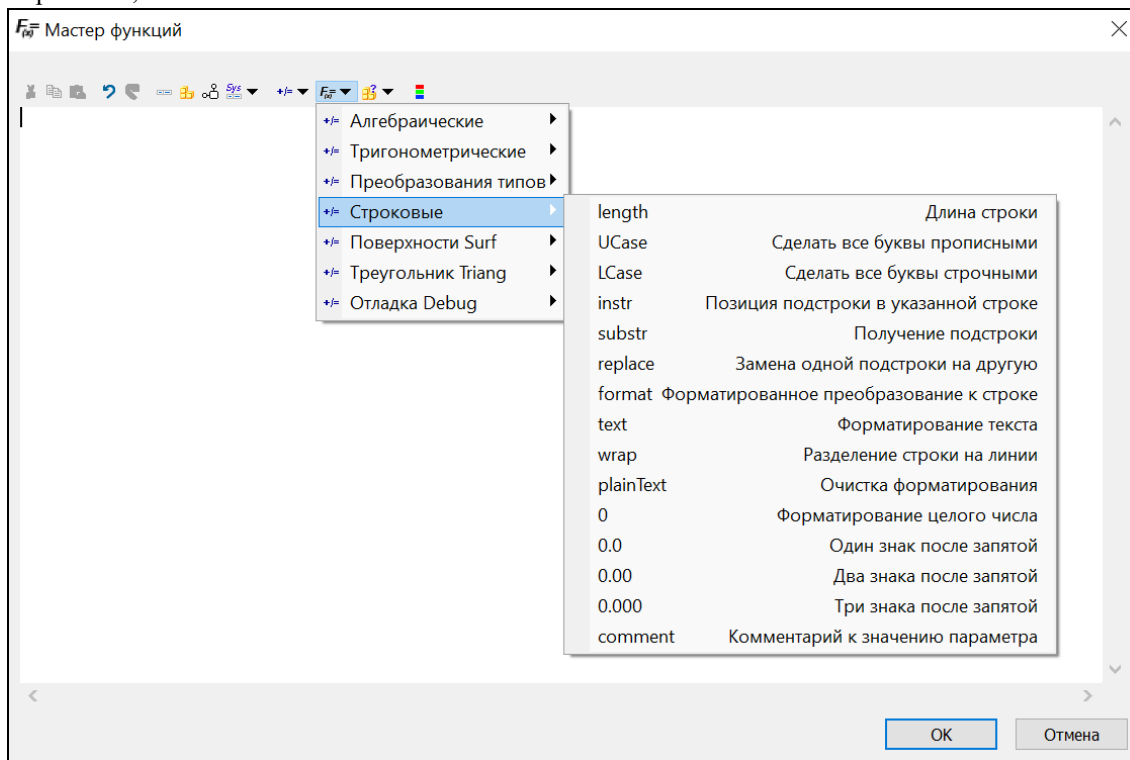 F(x)= Мастер функций
Sys +/= F(x)= ?
+/= Алгебраические
+/= Тригонометрические
+/= Преобразования типов
+/= Строковые
+/= Поверхности Surf
+/= Треугольник Triang
+/= Отладка Debug
length Длина строки
UCase Сделать все буквы прописными
LCase Сделать все буквы строчными
instr Позиция подстроки в указанной строке
substr Получение подстроки
replace Замена одной подстроки на другую
format Форматированное преобразование к строке
text Форматирование текста
wrap Разделение строки на линии
plainText Очистка форматирования
0 Форматирование целого числа
0.0 Один знак после запятой
0.00 Два знака после запятой
0.000 Три знака после запятой
comment Комментарий к значению параметра
OK Отмена